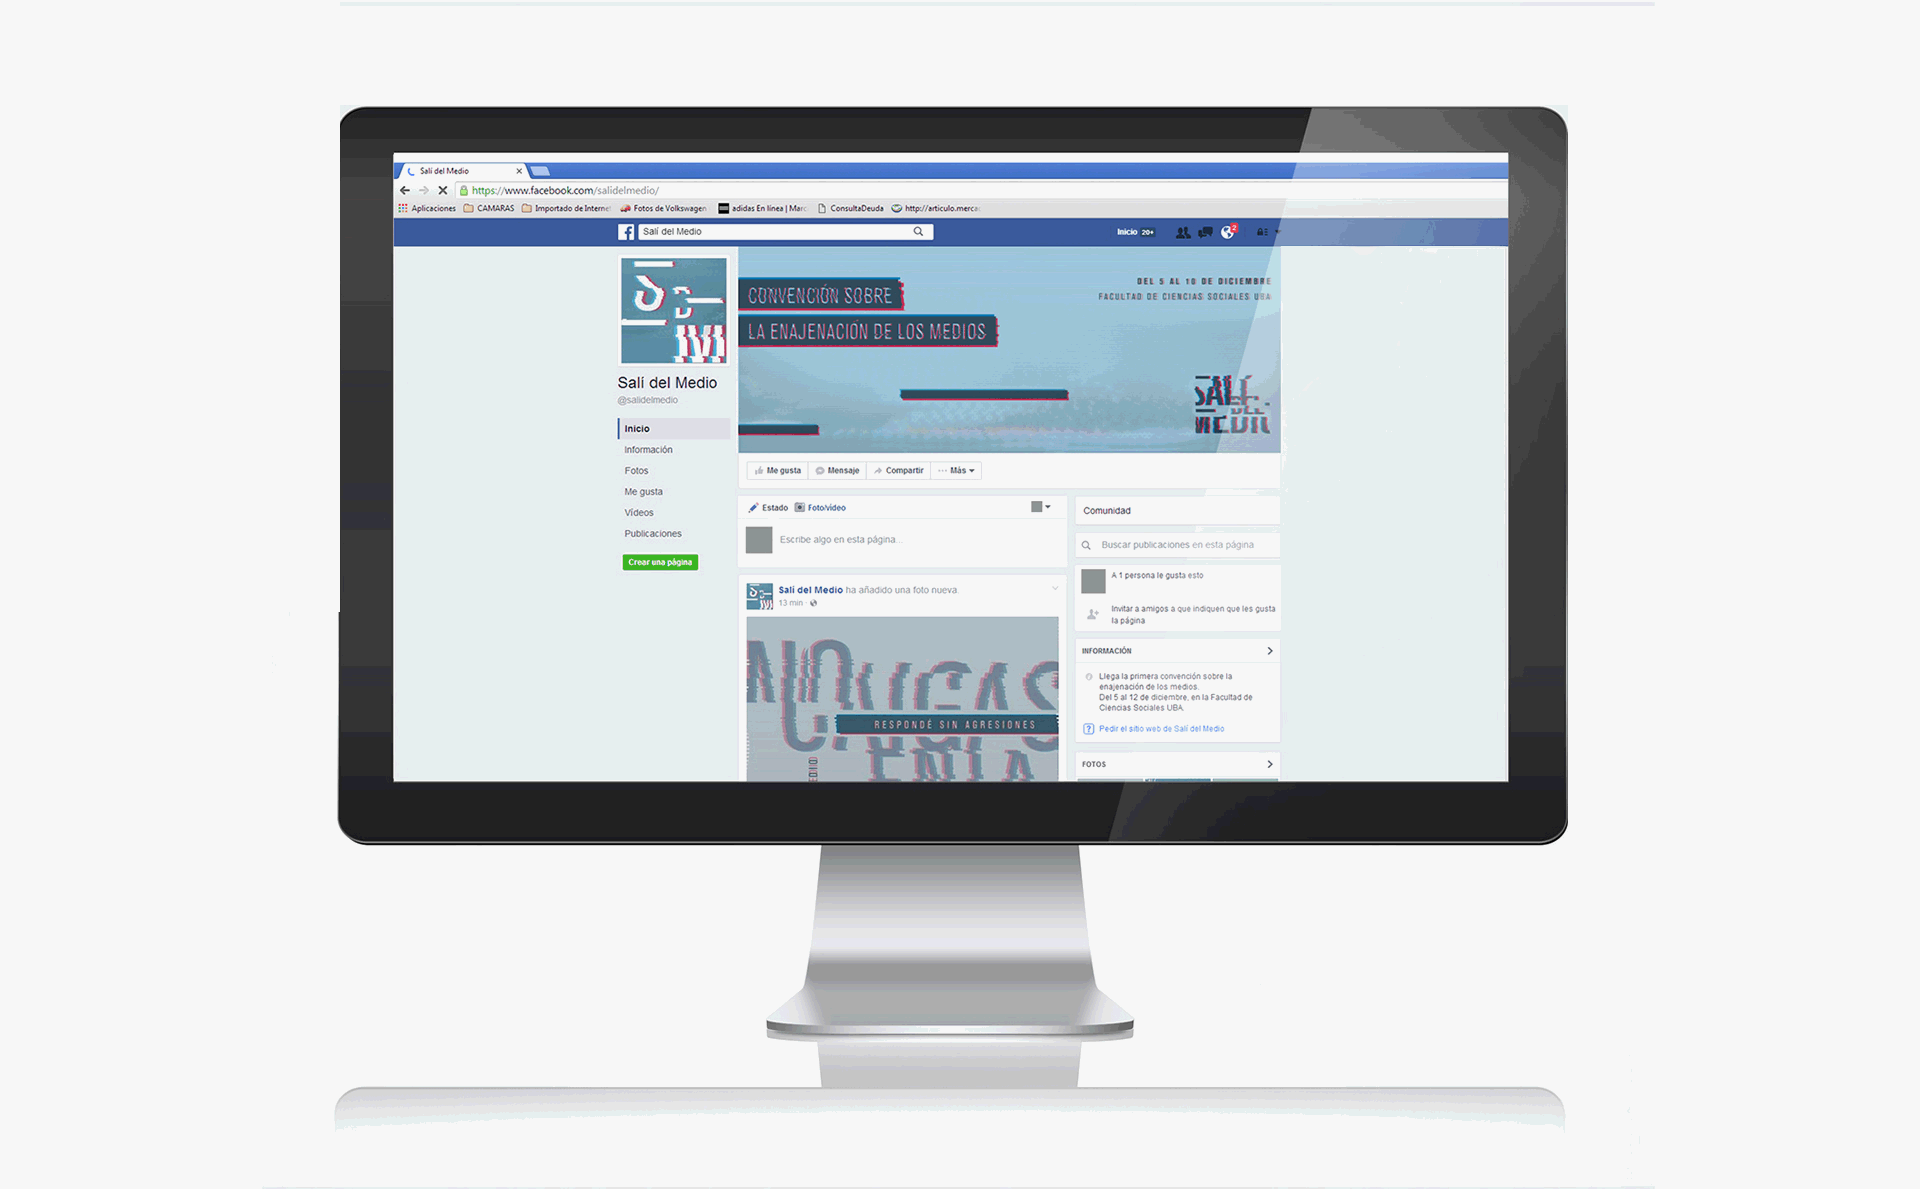 Salí del Medio
https://www.facebook.com/salidelmedio/
Aplicaciones CAMARAS Importado de Interne Fotos de Volkswagen adidas En línea | Marc ConsultaDeuda http://articulo.merca
Salí del Medio
Inicio 20+
2
CONVENCIÓN SOBRE
LA ENAJENACIÓN DE LOS MEDIOS
DEL 5 AL 10 DE DICIEMBRE
FACULTAD DE CIENCIAS SOCIALES UBA
SALÍ
DEL
MEDIO
Salí del Medio
@salidelmedio
Inicio
Información
Fotos
Me gusta
Vídeos
Publicaciones
Crear una página
Me gusta Mensaje Compartir Más
Estado Foto/vídeo
Escribe algo en esta página...
Salí del Medio ha añadido una foto nueva.
13 min
RESPONDÉ SIN AGRESIONES
Comunidad
Buscar publicaciones en esta página
A 1 persona le gusta esto
Invitar a amigos a que indiquen que les gusta
la página
INFORMACIÓN
Llega la primera convención sobre la
enajenación de los medios.
Del 5 al 12 de diciembre, en la Facultad de
Ciencias Sociales UBA.
Pedir el sitio web de Salí del Medio
FOTOS